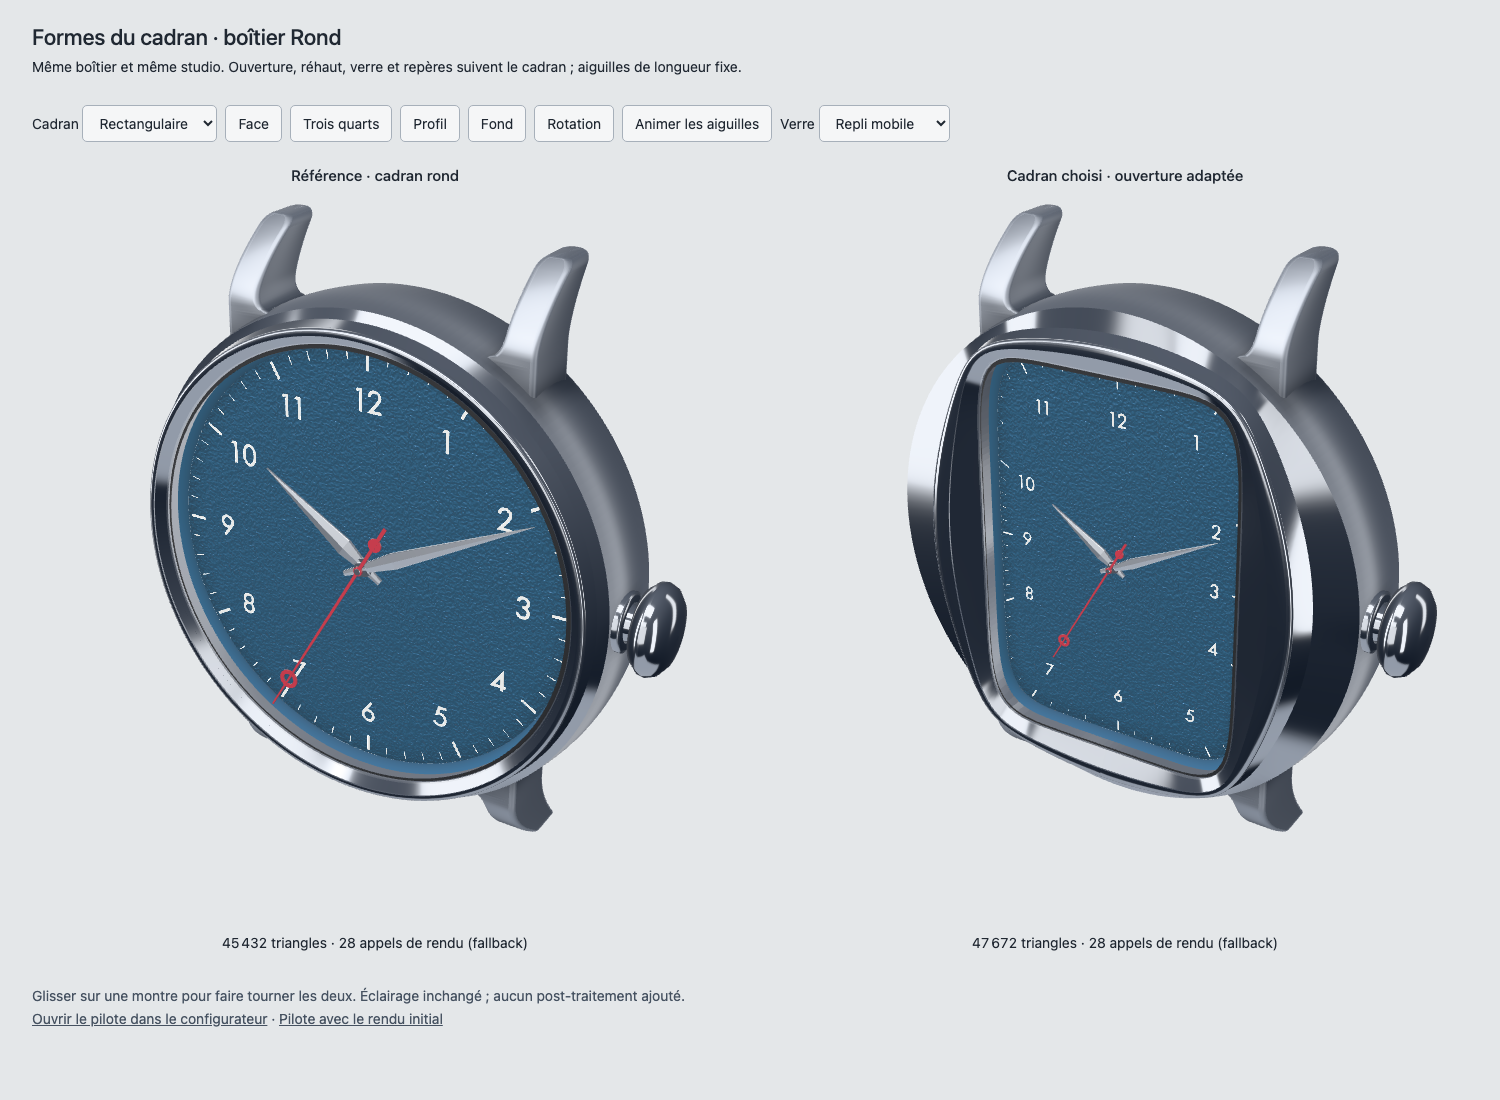 Formes du cadran · boîtier Rond
Même boîtier et même studio. Ouverture, réhaut, verre et repères suivent le cadran ; aiguilles de longueur fixe.
Cadran Rectangulaire Face Trois quarts Profil Fond Rotation Animer les aiguilles Verre Repli mobile
Référence · cadran rond
Cadran choisi · ouverture adaptée
12
11
1
10
2
9
3
8
4
7
6
5
11
12
1
10
2
9
3
8
4
7
6
5
45 432 triangles · 28 appels de rendu (fallback)
47 672 triangles · 28 appels de rendu (fallback)
Glisser sur une montre pour faire tourner les deux. Éclairage inchangé ; aucun post-traitement ajouté.
Ouvrir le pilote dans le configurateur · Pilote avec le rendu initial